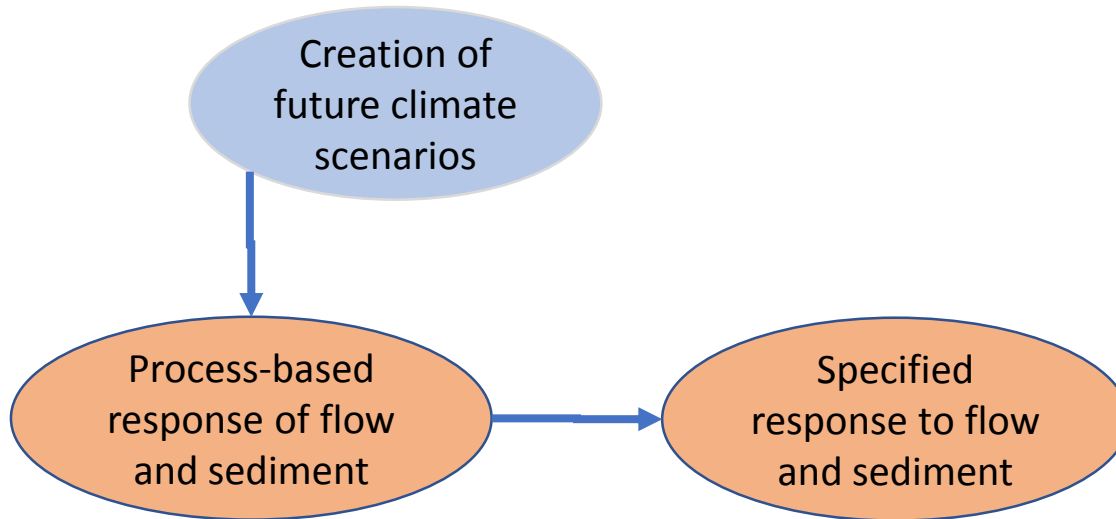 Creation of
future climate
scenarios
Process-based
response of flow
and sediment
Specified
response to flow
and sediment